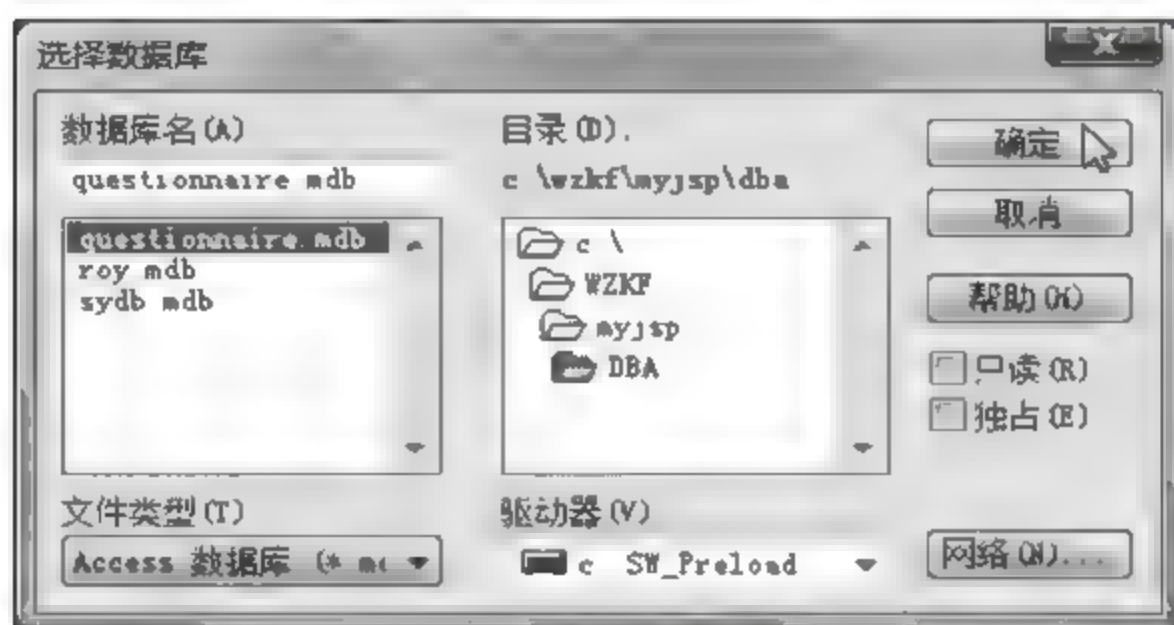 选择数据库
数据库名(A)
questionnaire mdb
questionnaire.mdb
roy mdb
sydb mdb
文件类型(T)
Access 数据库 (* m
目录(D).
c \wzkf\myjsp\dba
c \
WZKF
myjsp
DBA
驱动器(V)
c SW_Preload
确定
取消
帮助(H)
只读(R)
独占(E)
网络(N)...